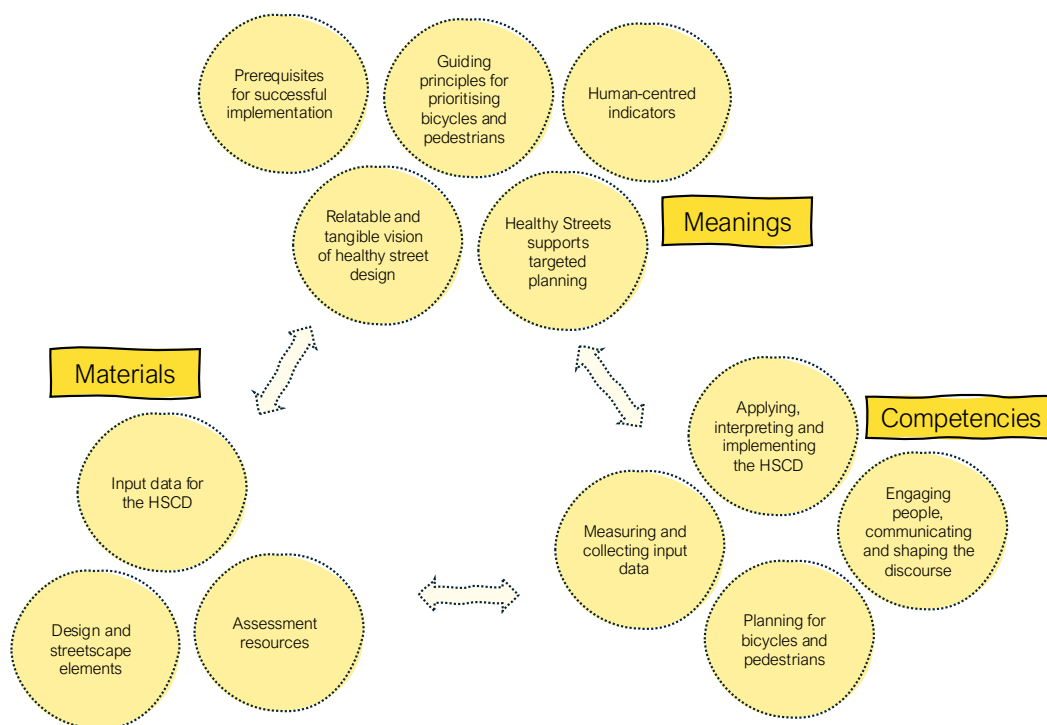 Prerequisites
for successful
implementation
Guiding
principles for
prioritising
bicycles and
pedestrians
Human-centred
indicators
Relatable and
tangible vision
of healthy street
design
Healthy Streets
supports
targeted
planning
Meanings
Materials
Input data for
the HSCD
Design and
streetscape
elements
Assessment
resources
Competencies
Applying,
interpreting and
implementing
the HSCD
Measuring and
collecting input
data
Engaging
people,
communicating
and shaping the
discourse
Planning for
bicycles and
pedestrians